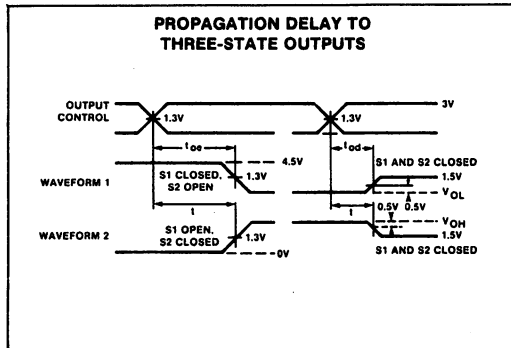 PROPAGATION DELAY TO
THREE-STATE OUTPUTS
OUTPUT
CONTROL
1.3V
1.3V
3V
toe
tod
S1 AND S2 CLOSED
4.5V
WAVEFORM 1
S1 CLOSED,
S2 OPEN
1.3V
1.5V
VOL
t
t
0.5V
0.5V
VOH
WAVEFORM 2
S1 OPEN,
S2 CLOSED
1.3V
1.5V
0V
S1 AND S2 CLOSED